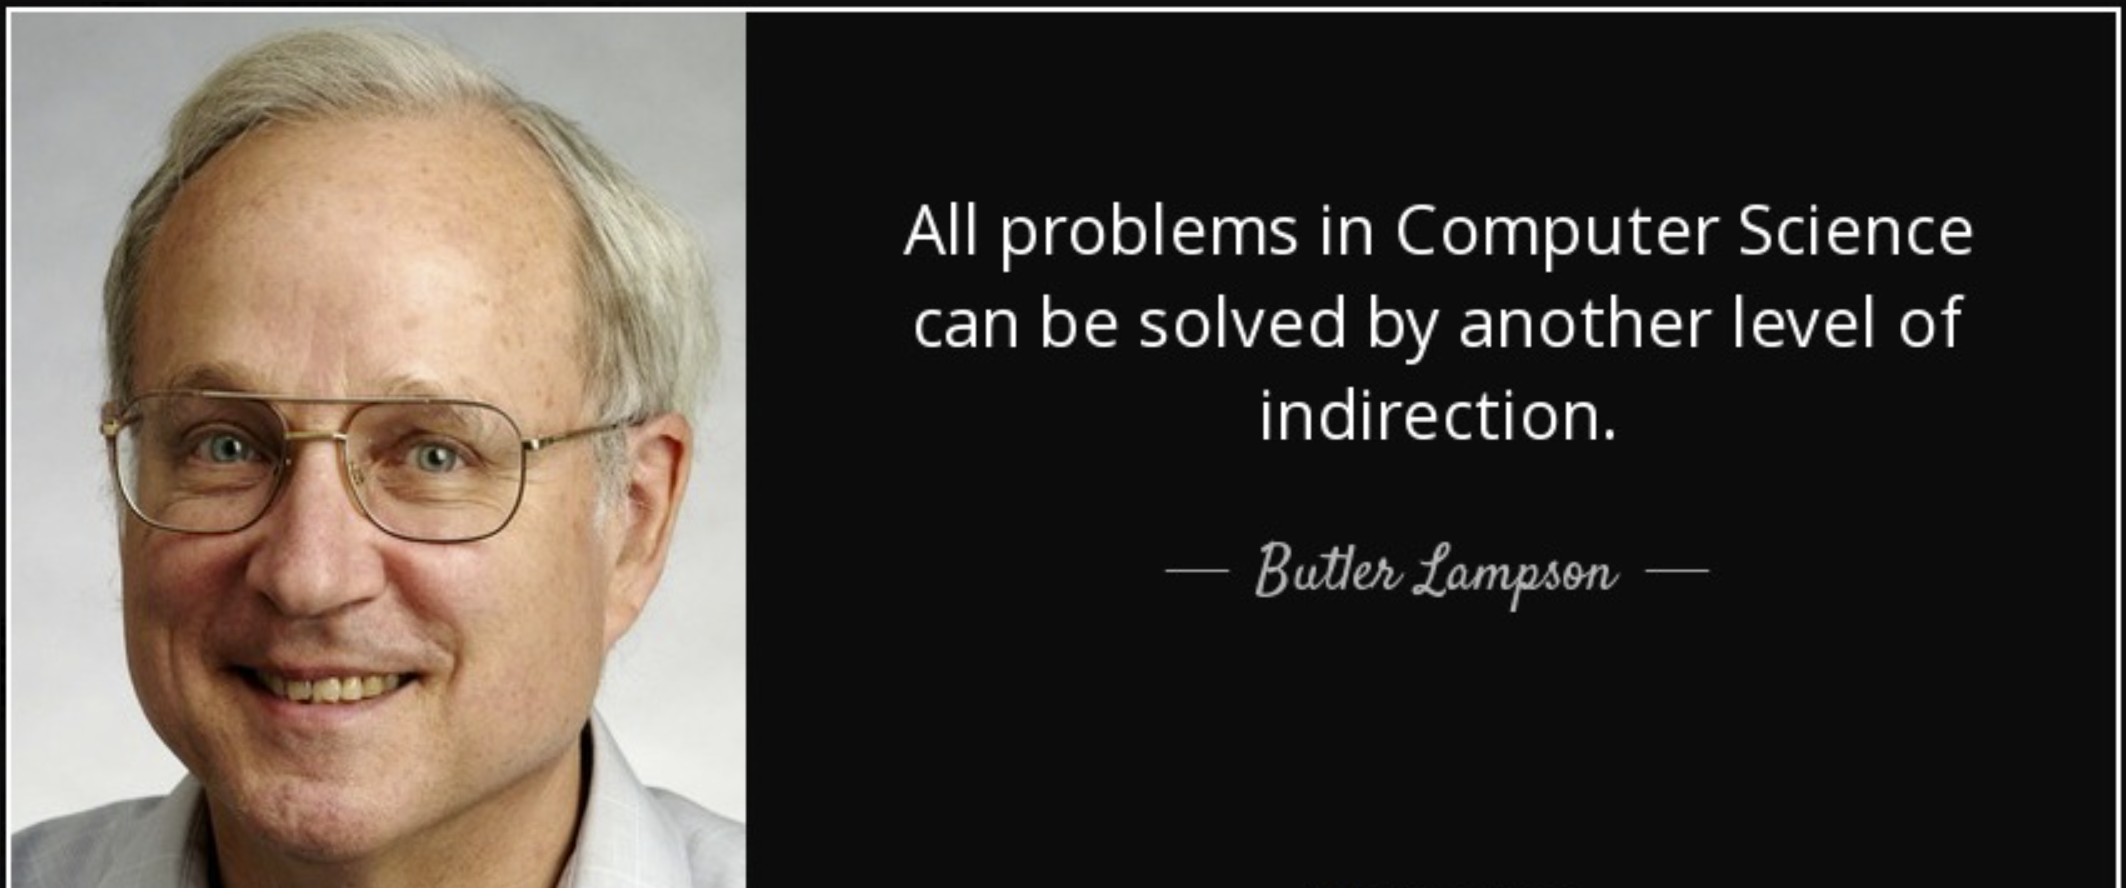 All problems in Computer Science
can be solved by another level of
indirection.
— Butler Lampson —